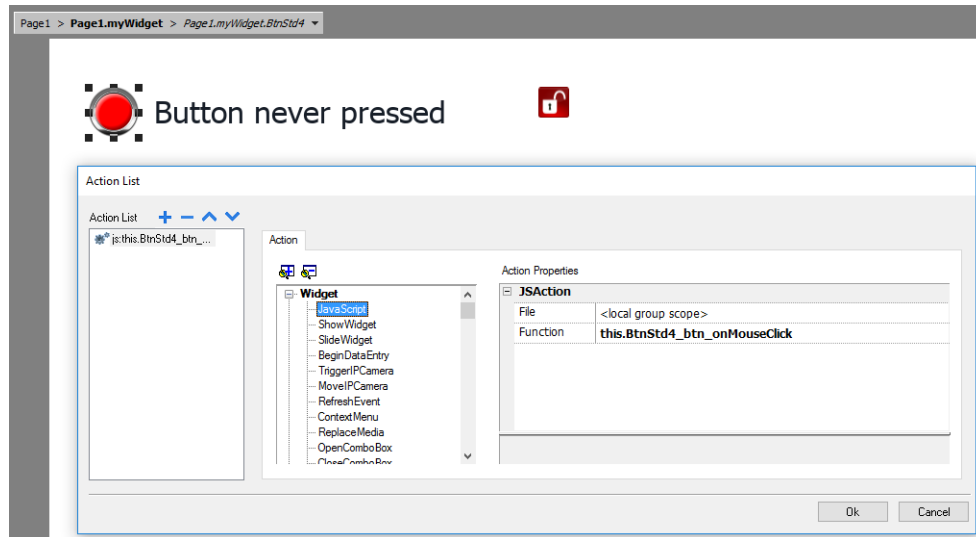 Page1 > Page1.myWidget > Page1.myWidget.BtnStd4
Button never pressed
Action List
Action List
js:this.BtnStd4_btn_...
Action
Widget
JavaScript
ShowWidget
SlideWidget
BeginDataEntry
TriggerIPCamera
MoveIPCamera
RefreshEvent
ContextMenu
ReplaceMedia
OpenComboBox
CloseComboBox
Action Properties
JSAction
File <local group scope>
Function this.BtnStd4_btn_onMouseClick
Ok Cancel